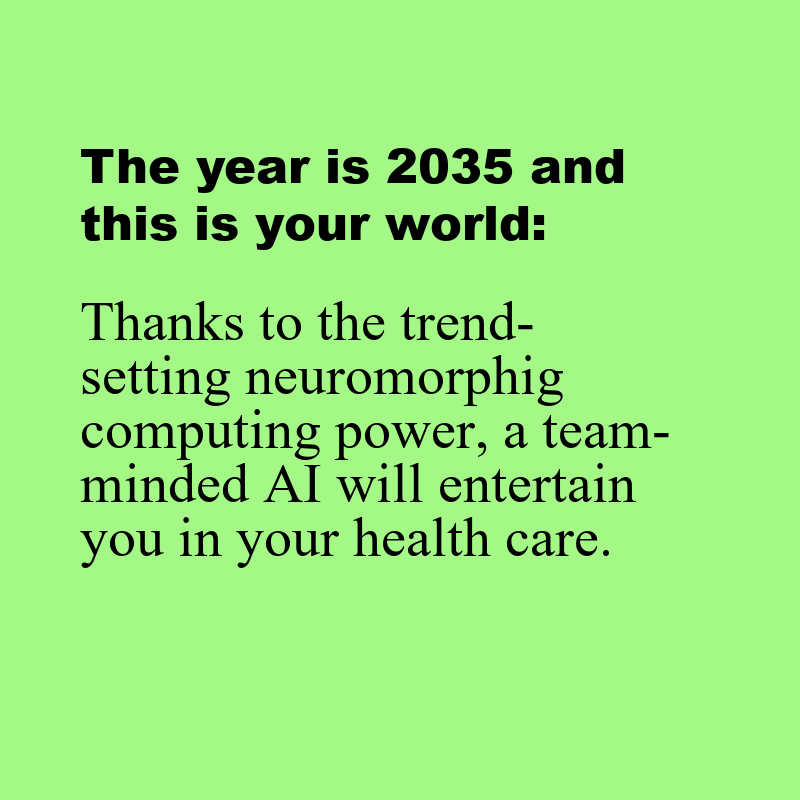 The year is 2035 and
this is your world:
Thanks to the trend-
setting neuromorphig
computing power, a team-
minded AI will entertain
you in your health care.